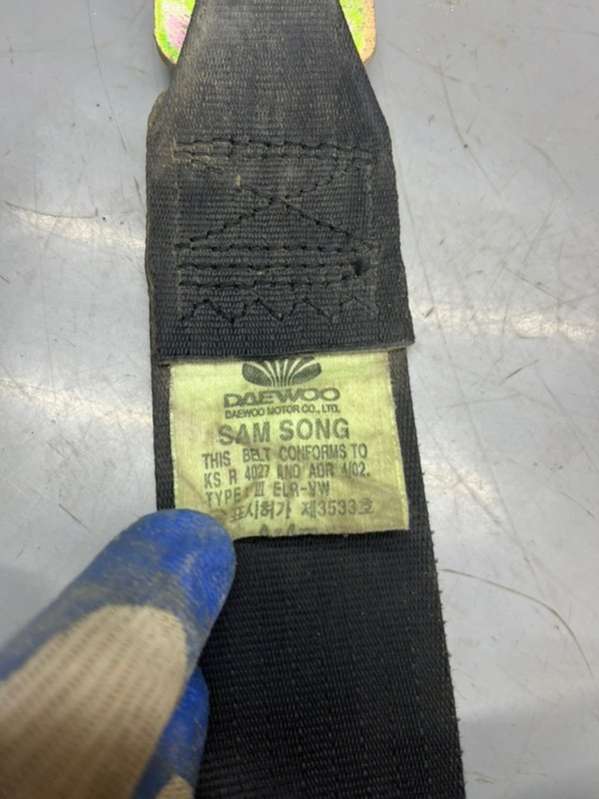 DAEWOO
DAEWOO MOTOR CO., LTD.
SAM SONG
THIS BELT CONFORMS TO
KS R 4027 AND ADR 4/02.
TYPE: III ELR-VW
표시허가 제3533호